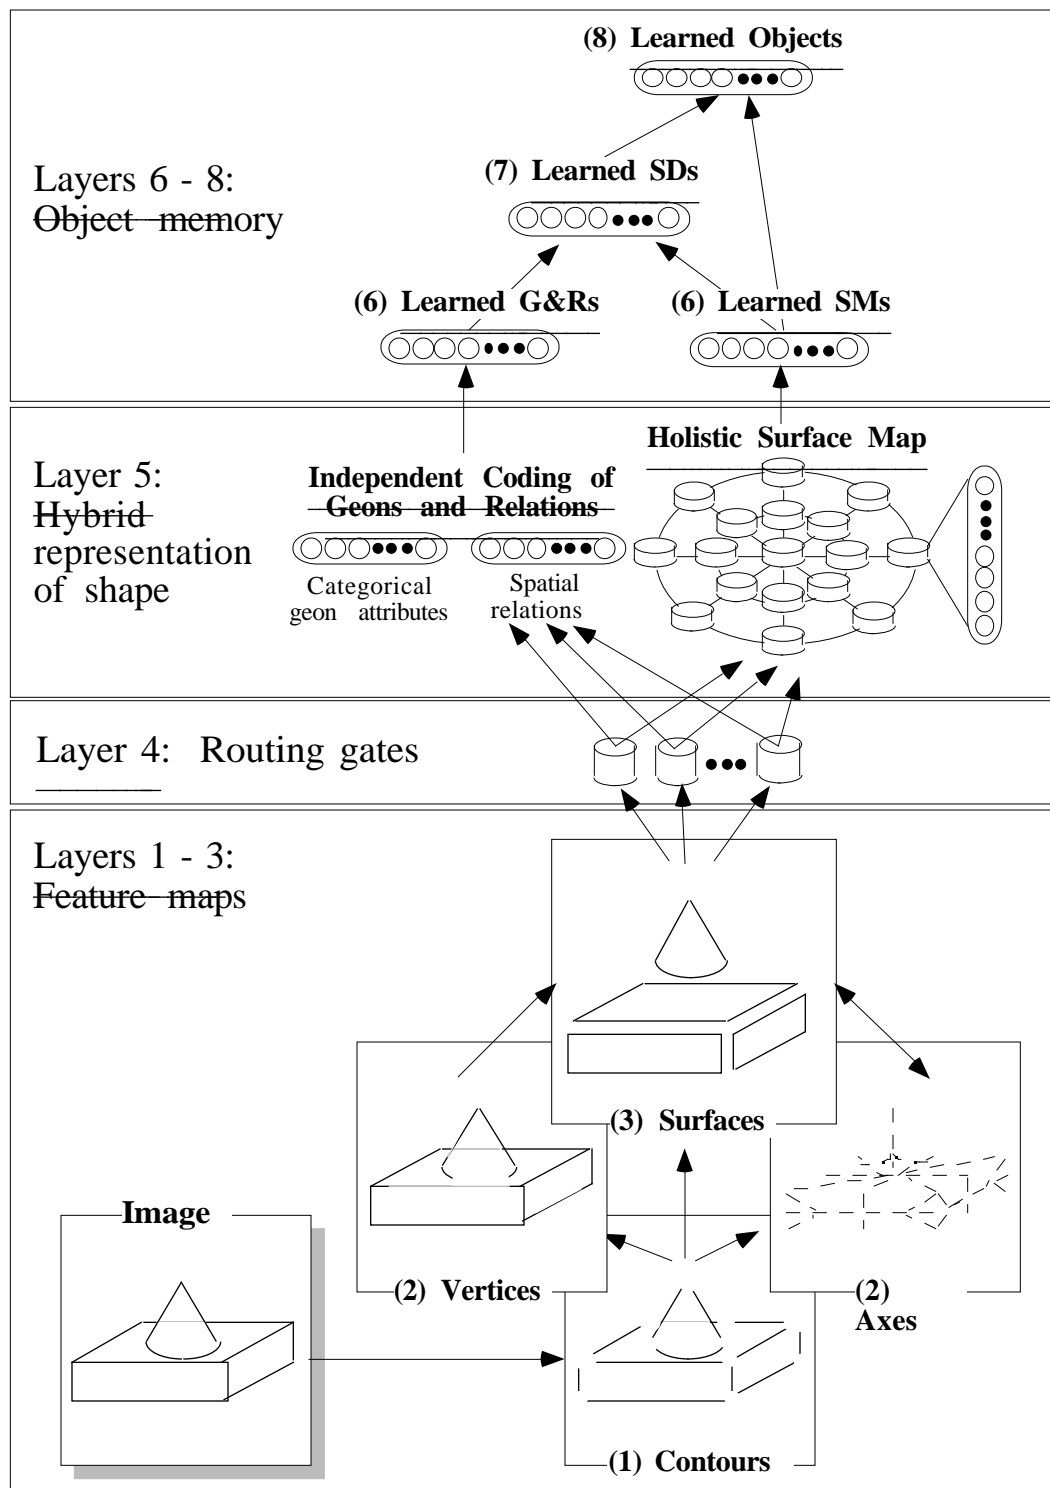 (8) Learned Objects
(7) Learned SDs
Layers 6 - 8:
Object memory
(6) Learned G&Rs
(6) Learned SMs
Holistic Surface Map
Layer 5:
Hybrid
representation
of shape
Independent Coding of
Geons and Relations
Categorical
geon attributes
Spatial
relations
Layer 4: Routing gates
Layers 1 - 3:
Feature maps
(3) Surfaces
Image
(2) Vertices
(2)
Axes
(1) Contours